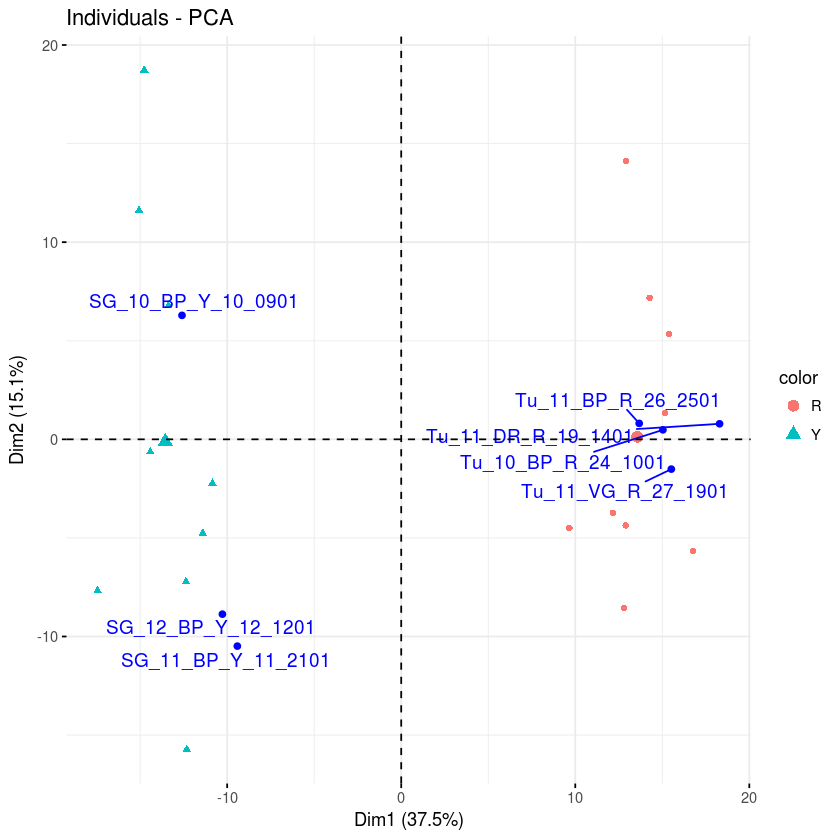 Individuals - PCA
20
10
0
-10
Dim2 (15.1%)
SG_10_BP_Y_10_0901
Tu_11_BP_R_26_2501
Tu_11_DR_R_19_1401
Tu_10_BP_R_24_1001
Tu_11_VG_R_27_1901
SG_12_BP_Y_12_1201
SG_11_BP_Y_11_2101
-10
0
10
20
Dim1 (37.5%)
color
R
Y